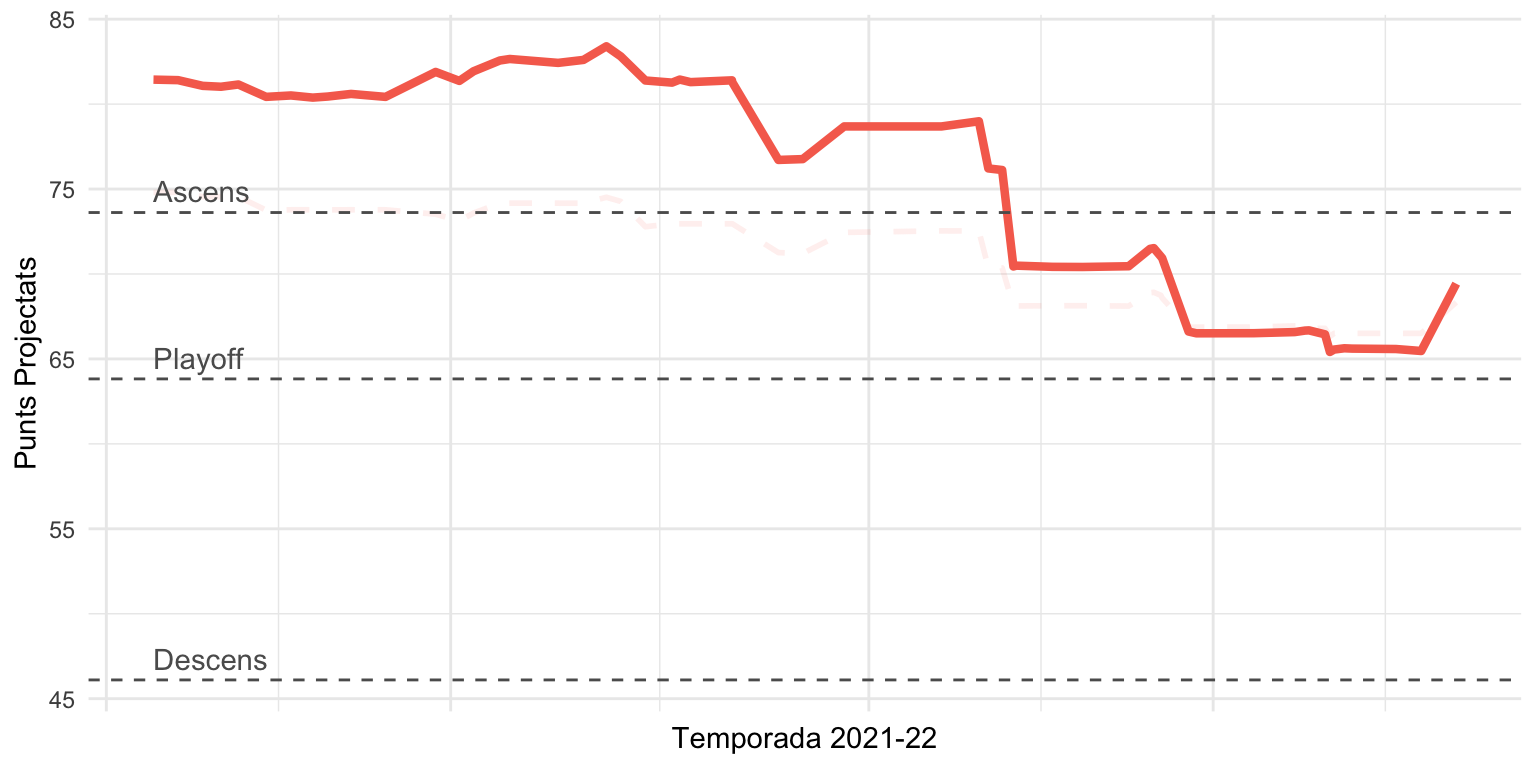 85
75
65
55
45
Punts Projectats
Ascens
Playoff
Descens
Temporada 2021-22